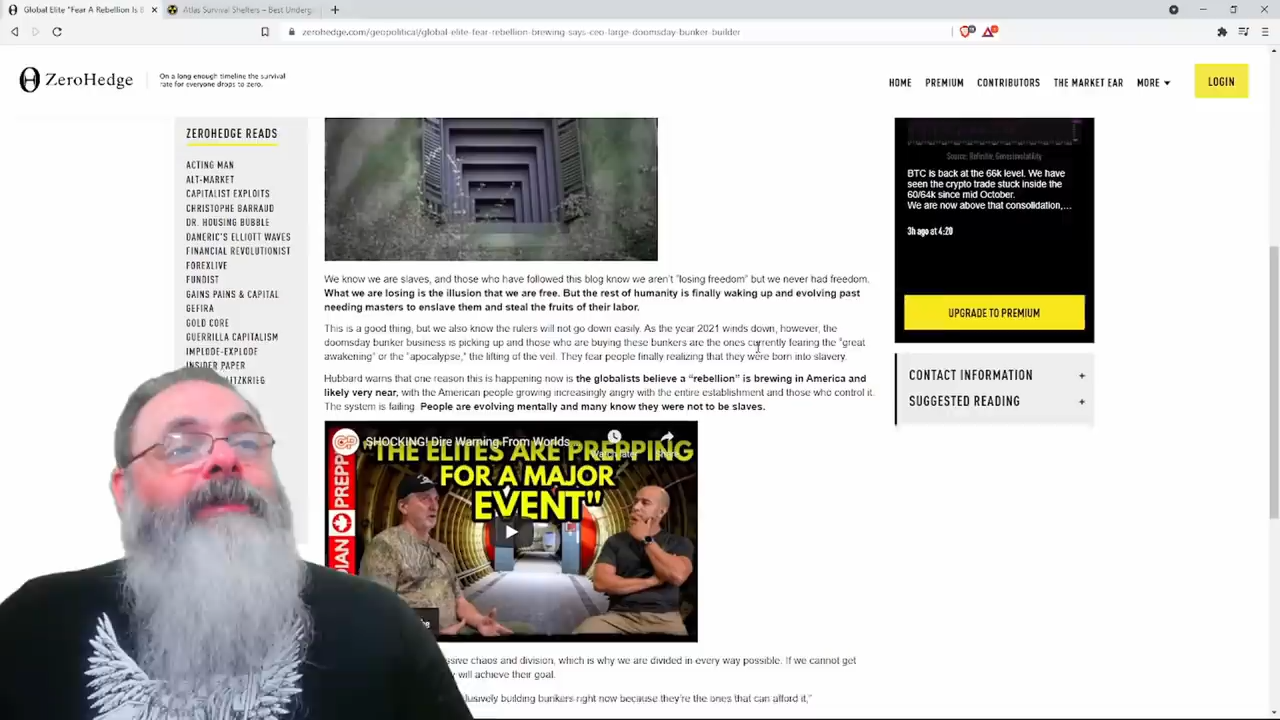 Global Elite "Fear A Rebellion Is
Atlas Survival Shelters – Best Underg
zerohedge.com/geopolitical/global-elite-fear-rebellion-brewing-says-ceo-large-doomsday-bunker-builder
ZeroHedge
On a long enough timeline the survival
rate for everyone drops to zero.
HOME
PREMIUM
CONTRIBUTORS
THE MARKET EAR
MORE
LOGIN
ZEROHEDGE READS
ACTING MAN
ALT-MARKET
CAPITALIST EXPLOITS
CHRISTOPHE BARRAUD
DR. HOUSING BUBBLE
DANERIC'S ELLIOTT WAVES
FINANCIAL REVOLUTIONIST
FOREXLIVE
FUNDIST
GAINS PAINS & CAPITAL
GEFIRA
GOLD CORE
GUERRILLA CAPITALISM
IMPLODE-EXPLODE
INSIDER PAPER
TZKRIEG
We know we are slaves, and those who have followed this blog know we aren't "losing freedom" but we never had freedom.
What we are losing is the illusion that we are free. But the rest of humanity is finally waking up and evolving past
needing masters to enslave them and steal the fruits of their labor.
This is a good thing, but we also know the rulers will not go down easily. As the year 2021 winds down, however, the
doomsday bunker business is picking up and those who are buying these bunkers are the ones currently fearing the "great
awakening" or the "apocalypse," the lifting of the veil. They fear people finally realizing that they were born into slavery.
Hubbard warns that one reason this is happening now is the globalists believe a "rebellion" is brewing in America and
likely very near, with the American people growing increasingly angry with the entire establishment and those who control it.
The system is failing. People are evolving mentally and many know they were not to be slaves.
SHOCKING! Dire Warning From Worlds...
Watch later
Share
"THE ELITES ARE PREPPING
FOR A MAJOR
EVENT"
DIAN PREPP
ssive chaos and division, which is why we are divided in every way possible. If we cannot get
y will achieve their goal.
lusively building bunkers right now because they're the ones that can afford it,"
BTC is back at the 66k level. We have
seen the crypto trade stuck inside the
60/64k since mid October.
We are now above that consolidation,...
3h ago at 4:20
UPGRADE TO PREMIUM
CONTACT INFORMATION +
SUGGESTED READING +